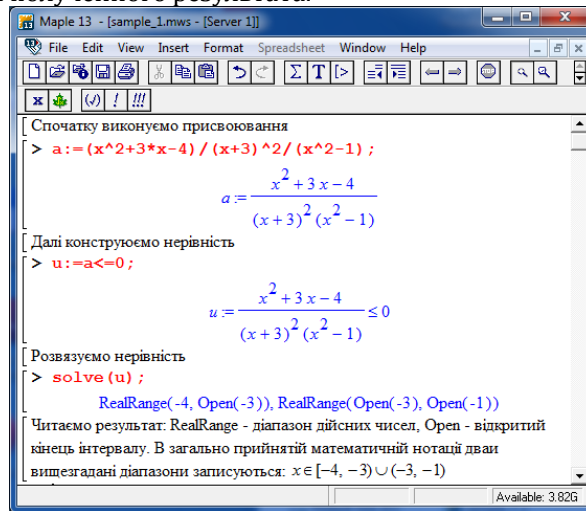 Maple 13 - [sample_1.mws - [Server 1]]
File Edit View Insert Format Spreadsheet Window Help
Спочатку виконуємо присвоювання
> a:=(x^2+3*x-4)/(x+3)^2/(x^2-1);
a := (x^2 + 3 x − 4) / ((x + 3)^2 (x^2 − 1))
Далі конструюємо нерівність
> u:=a<=0;
u := (x^2 + 3 x − 4) / ((x + 3)^2 (x^2 − 1)) ≤ 0
Розвязуємо нерівність
> solve(u);
RealRange(-4, Open(-3)), RealRange(Open(-3), Open(-1))
Читаємо результат: RealRange - діапазон дійсних чисел, Open - відкритий
кінець інтервалу. В загально прийнятій математичній нотації дваи
вищезгадані діапазони записуються: x∈[−4, −3)∪(−3, −1)
Available: 3.82G